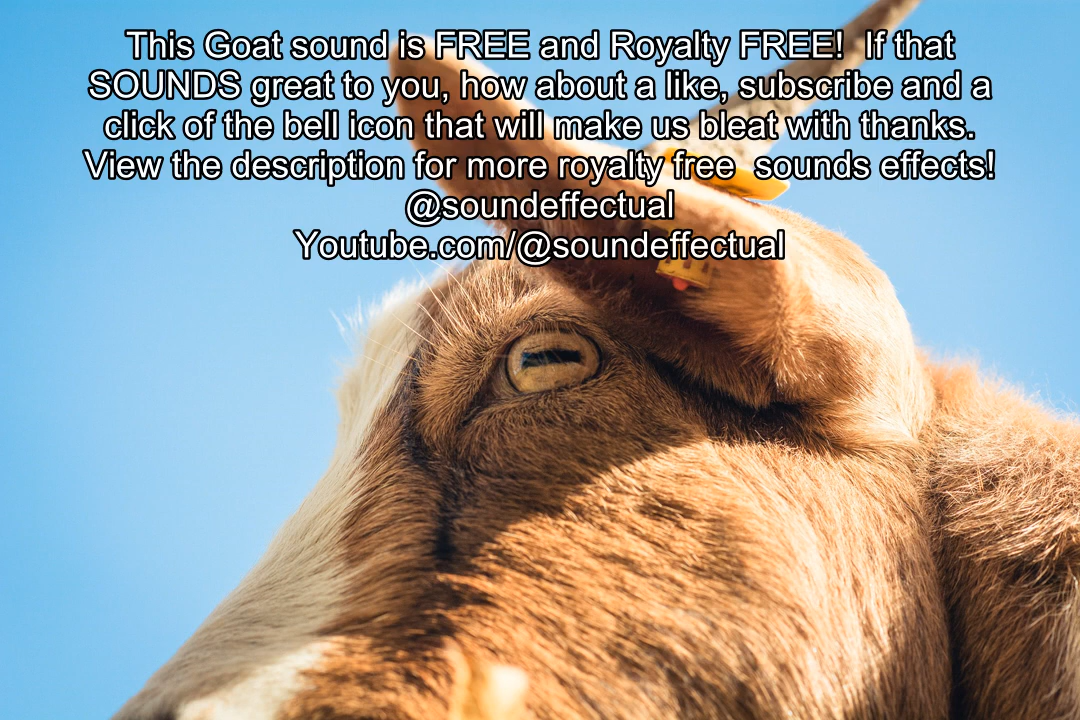 This Goat sound is FREE and Royalty FREE!  If that
SOUNDS great to you, how about a like, subscribe and a
click of the bell icon that will make us bleat with thanks.
View the description for more royalty free  sounds effects!
@soundeffectual
Youtube.com/@soundeffectual